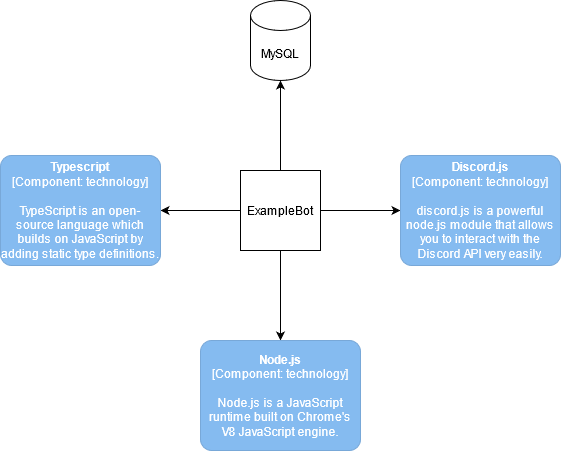 MySQL
Typescript
[Component: technology]
TypeScript is an open-
source language which
builds on JavaScript by
adding static type definitions.
ExampleBot
Discord.js
[Component: technology]
discord.js is a powerful
node.js module that allows
you to interact with the
Discord API very easily.
Node.js
[Component: technology]
Node.js is a JavaScript
runtime built on Chrome's
V8 JavaScript engine.